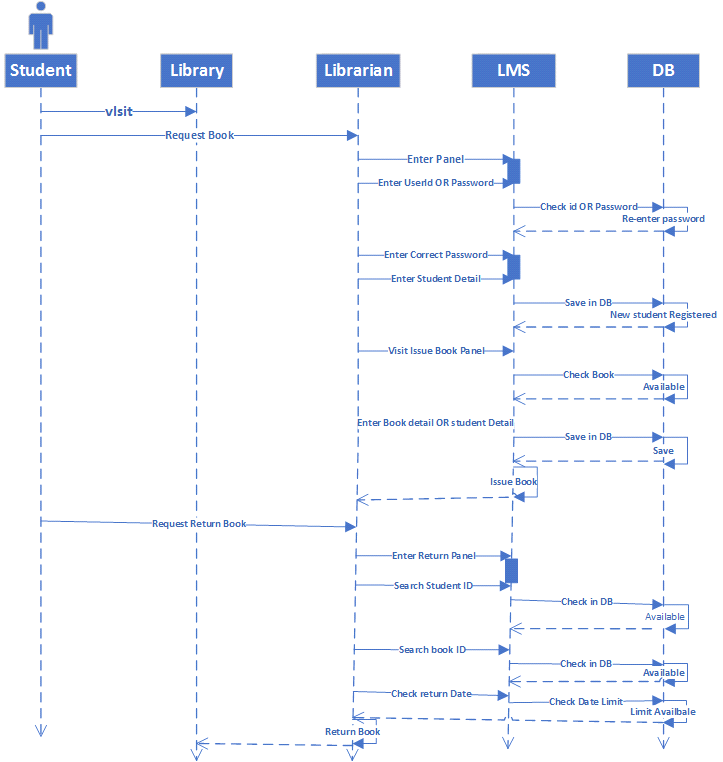 Student
Library
Librarian
LMS
DB
vIsit
Request Book
Enter Panel
Enter UserId OR Password
Check id OR Password
Re-enter password
Enter Correct Password
Enter Student Detail
Save in DB
New student Registered
Visit Issue Book Panel
Check Book
Available
Enter Book detail OR student Detail
Save in DB
Save
Issue Book
Request Return Book
Enter Return Panel
Search Student ID
Check in DB
Available
Search book ID
Check in DB
Available
Check return Date
Check Date Limit
Limit Availbale
Return Book